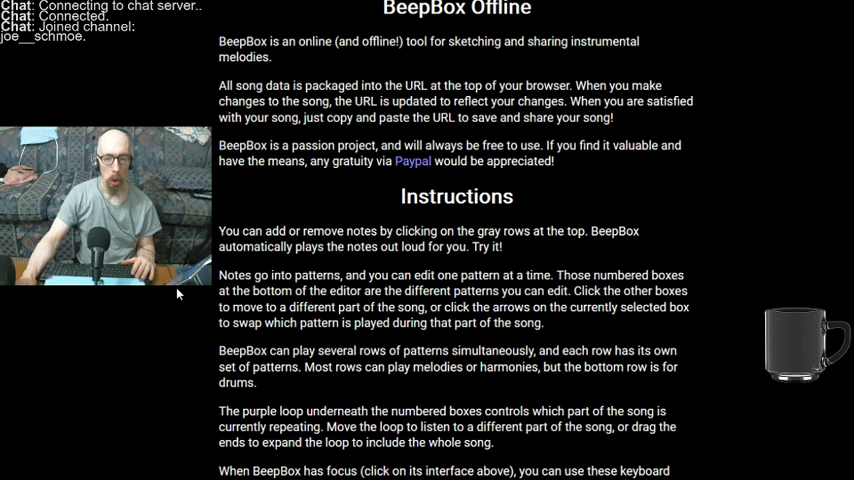 Chat: Connecting to chat server..
Chat: Connected.
Chat: Joined channel:
joe__schmoe.
BeepBox Offline
BeepBox is an online (and offline!) tool for sketching and sharing instrumental
melodies.
All song data is packaged into the URL at the top of your browser. When you make
changes to the song, the URL is updated to reflect your changes. When you are satisfied
with your song, just copy and paste the URL to save and share your song!
BeepBox is a passion project, and will always be free to use. If you find it valuable and
have the means, any gratuity via Paypal would be appreciated!
Instructions
You can add or remove notes by clicking on the gray rows at the top. BeepBox
automatically plays the notes out loud for you. Try it!
Notes go into patterns, and you can edit one pattern at a time. Those numbered boxes
at the bottom of the editor are the different patterns you can edit. Click the other boxes
to move to a different part of the song, or click the arrows on the currently selected box
to swap which pattern is played during that part of the song.
BeepBox can play several rows of patterns simultaneously, and each row has its own
set of patterns. Most rows can play melodies or harmonies, but the bottom row is for
drums.
The purple loop underneath the numbered boxes controls which part of the song is
currently repeating. Move the loop to listen to a different part of the song, or drag the
ends to expand the loop to include the whole song.
When BeepBox has focus (click on its interface above), you can use these keyboard